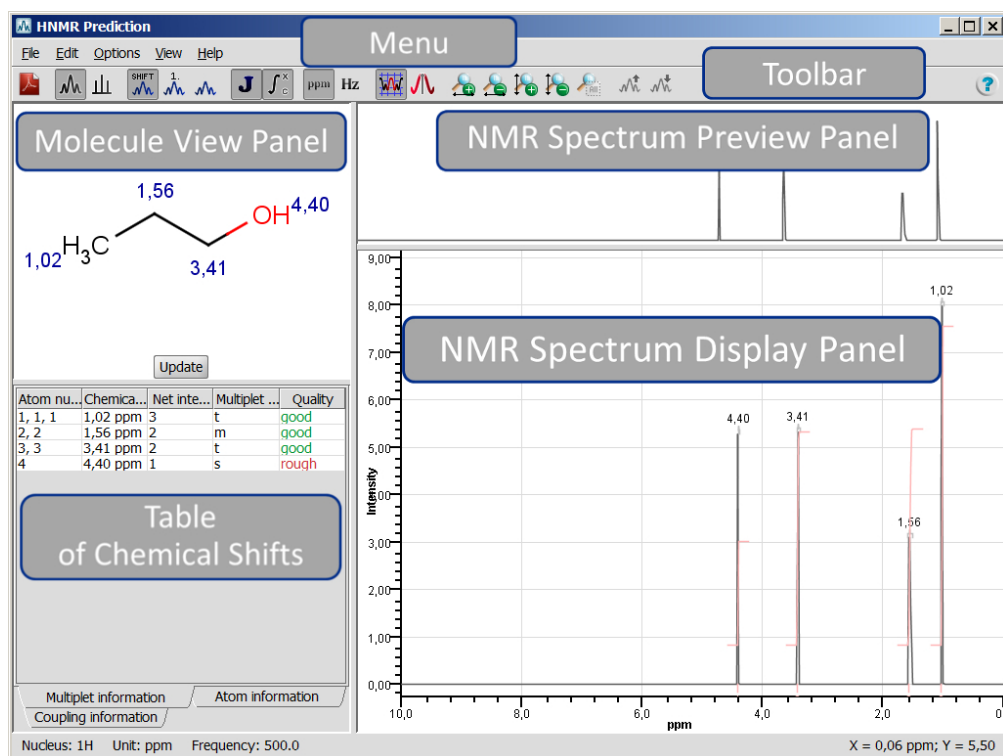 HNMR Prediction
File Edit Options View Help
Menu
SHIFT 1. J ∫ x c ppm Hz
Toolbar
?
Molecule View Panel
NMR Spectrum Preview Panel
1,56
OH 4,40
1,02 H3C
3,41
Update
Atom nu... Chemica... Net inte... Multiplet ... Quality
1, 1, 1 1,02 ppm 3 t good
2, 2 1,56 ppm 2 m good
3, 3 3,41 ppm 2 t good
4 4,40 ppm 1 s rough
Table
of Chemical Shifts
Multiplet information Atom information
Coupling information
NMR Spectrum Display Panel
9,00
8,00
7,00
6,00
5,00
4,00
3,00
2,00
1,00
0,00
Intensity
1,02
4,40
3,41
1,56
10,0 8,0 6,0 4,0 2,0 0
ppm
Nucleus: 1H Unit: ppm Frequency: 500.0 X = 0,06 ppm; Y = 5,50